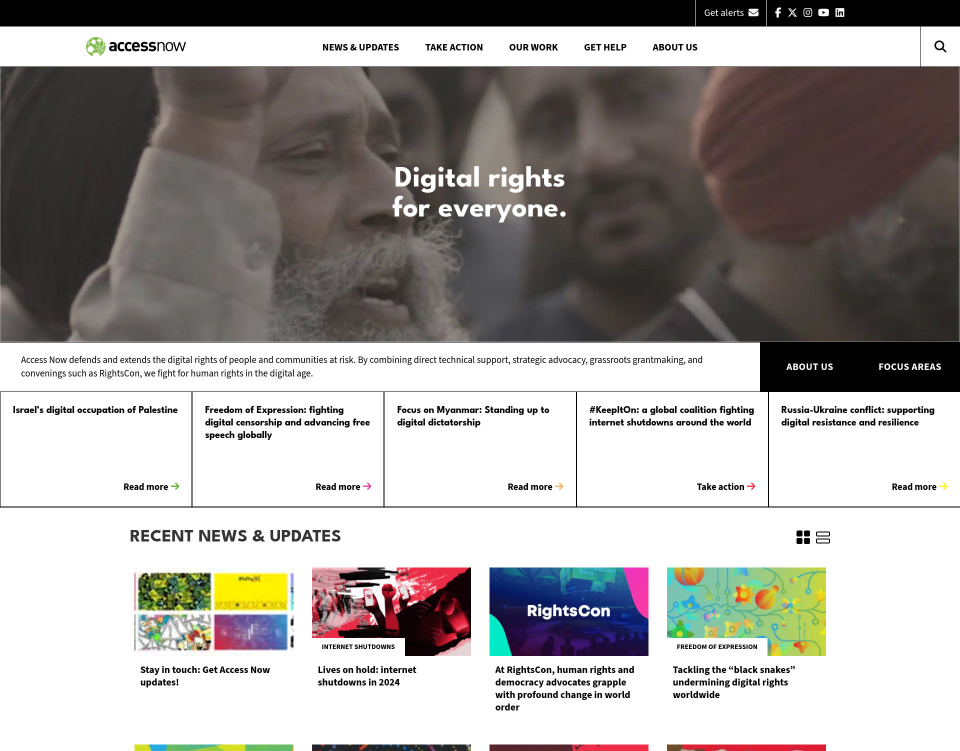 Get alerts
accessnow
NEWS & UPDATES
TAKE ACTION
OUR WORK
GET HELP
ABOUT US
Digital rights
for everyone.
Access Now defends and extends the digital rights of people and communities at risk. By combining direct technical support, strategic advocacy, grassroots grantmaking, and
convenings such as RightsCon, we fight for human rights in the digital age.
ABOUT US
FOCUS AREAS
Israel's digital occupation of Palestine
Read more
Freedom of Expression: fighting
digital censorship and advancing free
speech globally
Read more
Focus on Myanmar: Standing up to
digital dictatorship
Read more
#KeepItOn: a global coalition fighting
internet shutdowns around the world
Take action
Russia-Ukraine conflict: supporting
digital resistance and resilience
Read more
RECENT NEWS & UPDATES
Stay in touch: Get Access Now
updates!
INTERNET SHUTDOWNS
Lives on hold: internet
shutdowns in 2024
RightsCon
At RightsCon, human rights and
democracy advocates grapple
with profound change in world
order
FREEDOM OF EXPRESSION
Tackling the “black snakes”
undermining digital rights
worldwide